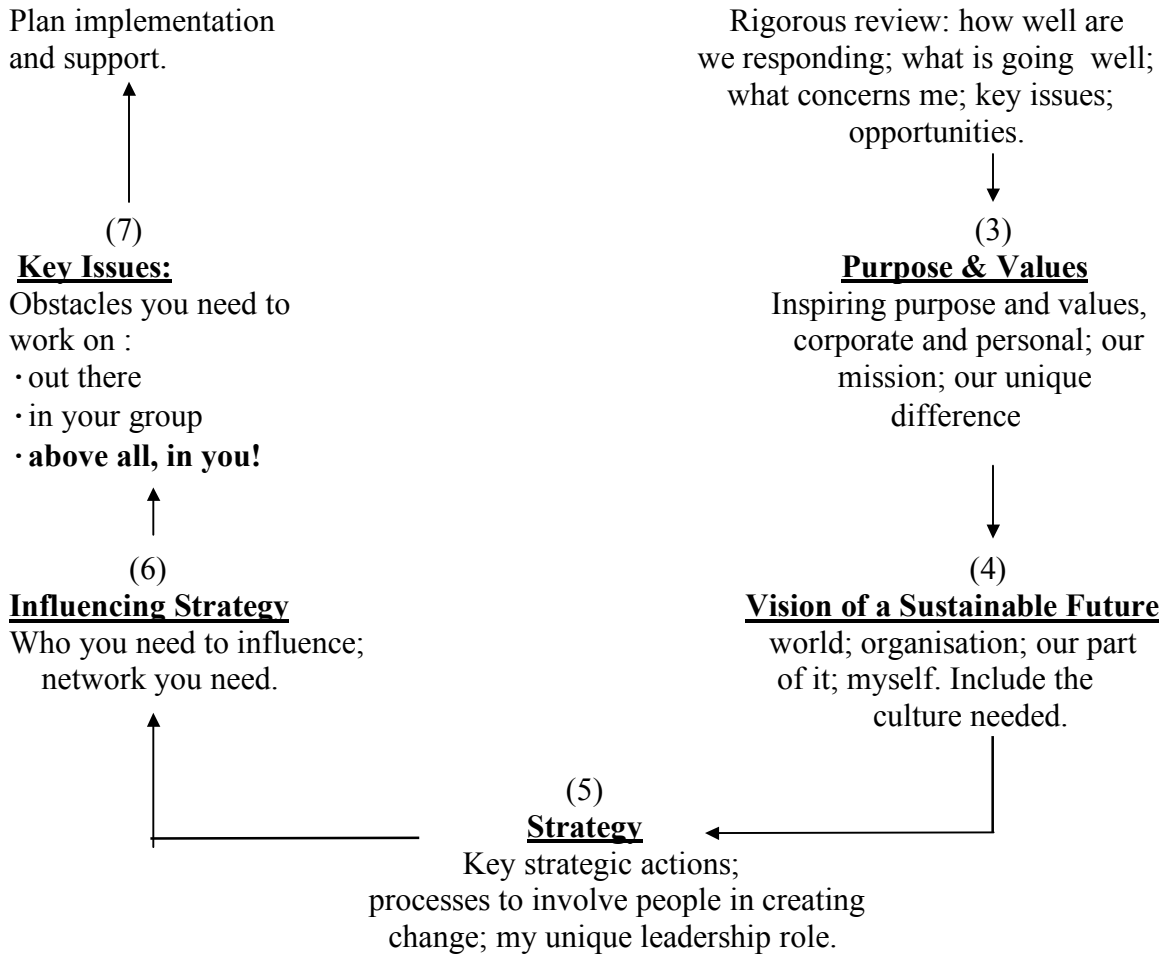 Plan implementation
and support.
Rigorous review: how well are
we responding; what is going well;
what concerns me; key issues;
opportunities.
(3)
Purpose & Values
Inspiring purpose and values,
corporate and personal; our
mission; our unique
difference
(4)
Vision of a Sustainable Future
world; organisation; our part
of it; myself. Include the
culture needed.
(5)
Strategy
Key strategic actions;
processes to involve people in creating
change; my unique leadership role.
(6)
Influencing Strategy
Who you need to influence;
network you need.
(7)
Key Issues:
Obstacles you need to
work on :
· out there
· in your group
· above all, in you!